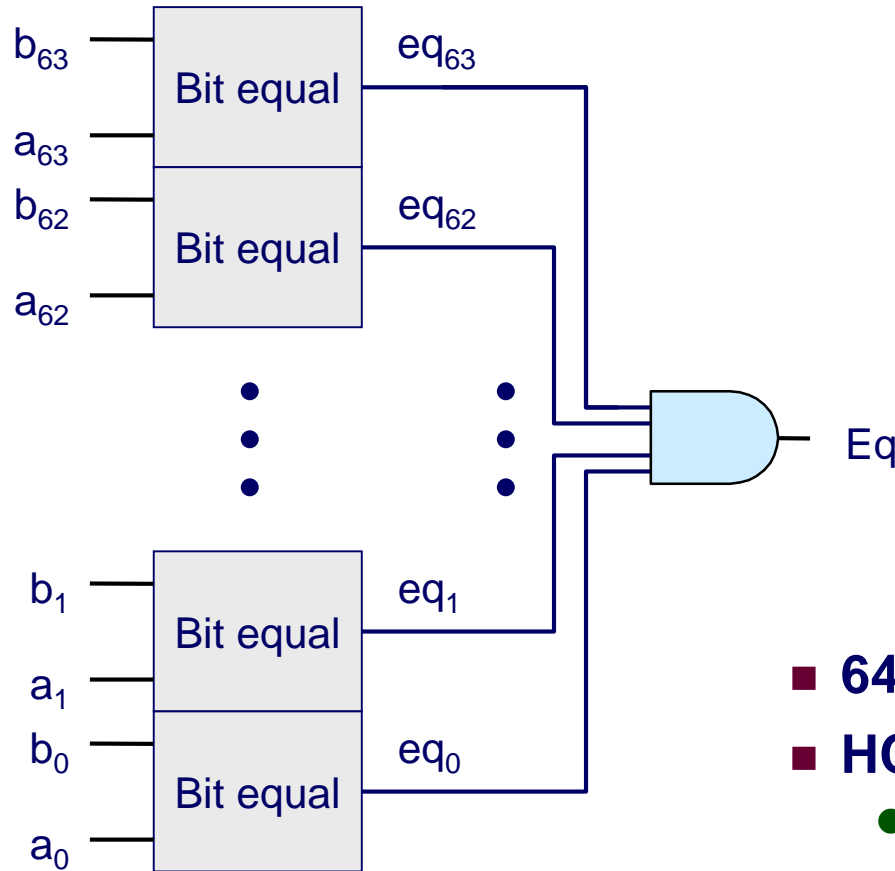 b₆₃
Bit equal
eq₆₃
a₆₃
b₆₂
Bit equal
eq₆₂
a₆₂
Eq
b₁
Bit equal
eq₁
a₁
b₀
Bit equal
eq₀
a₀
■ 64
■ HC